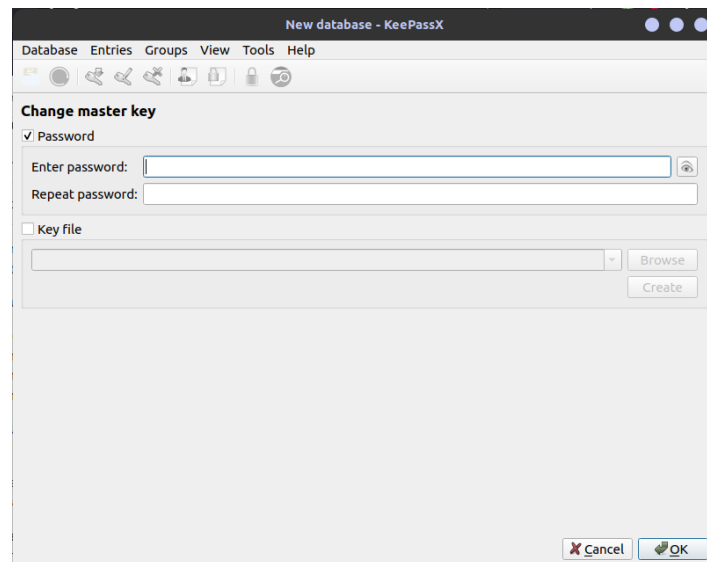 New database - KeePassX
Database Entries Groups View Tools Help
Change master key
Password
Enter password:
Repeat password:
Key file
Browse
Create
Cancel OK